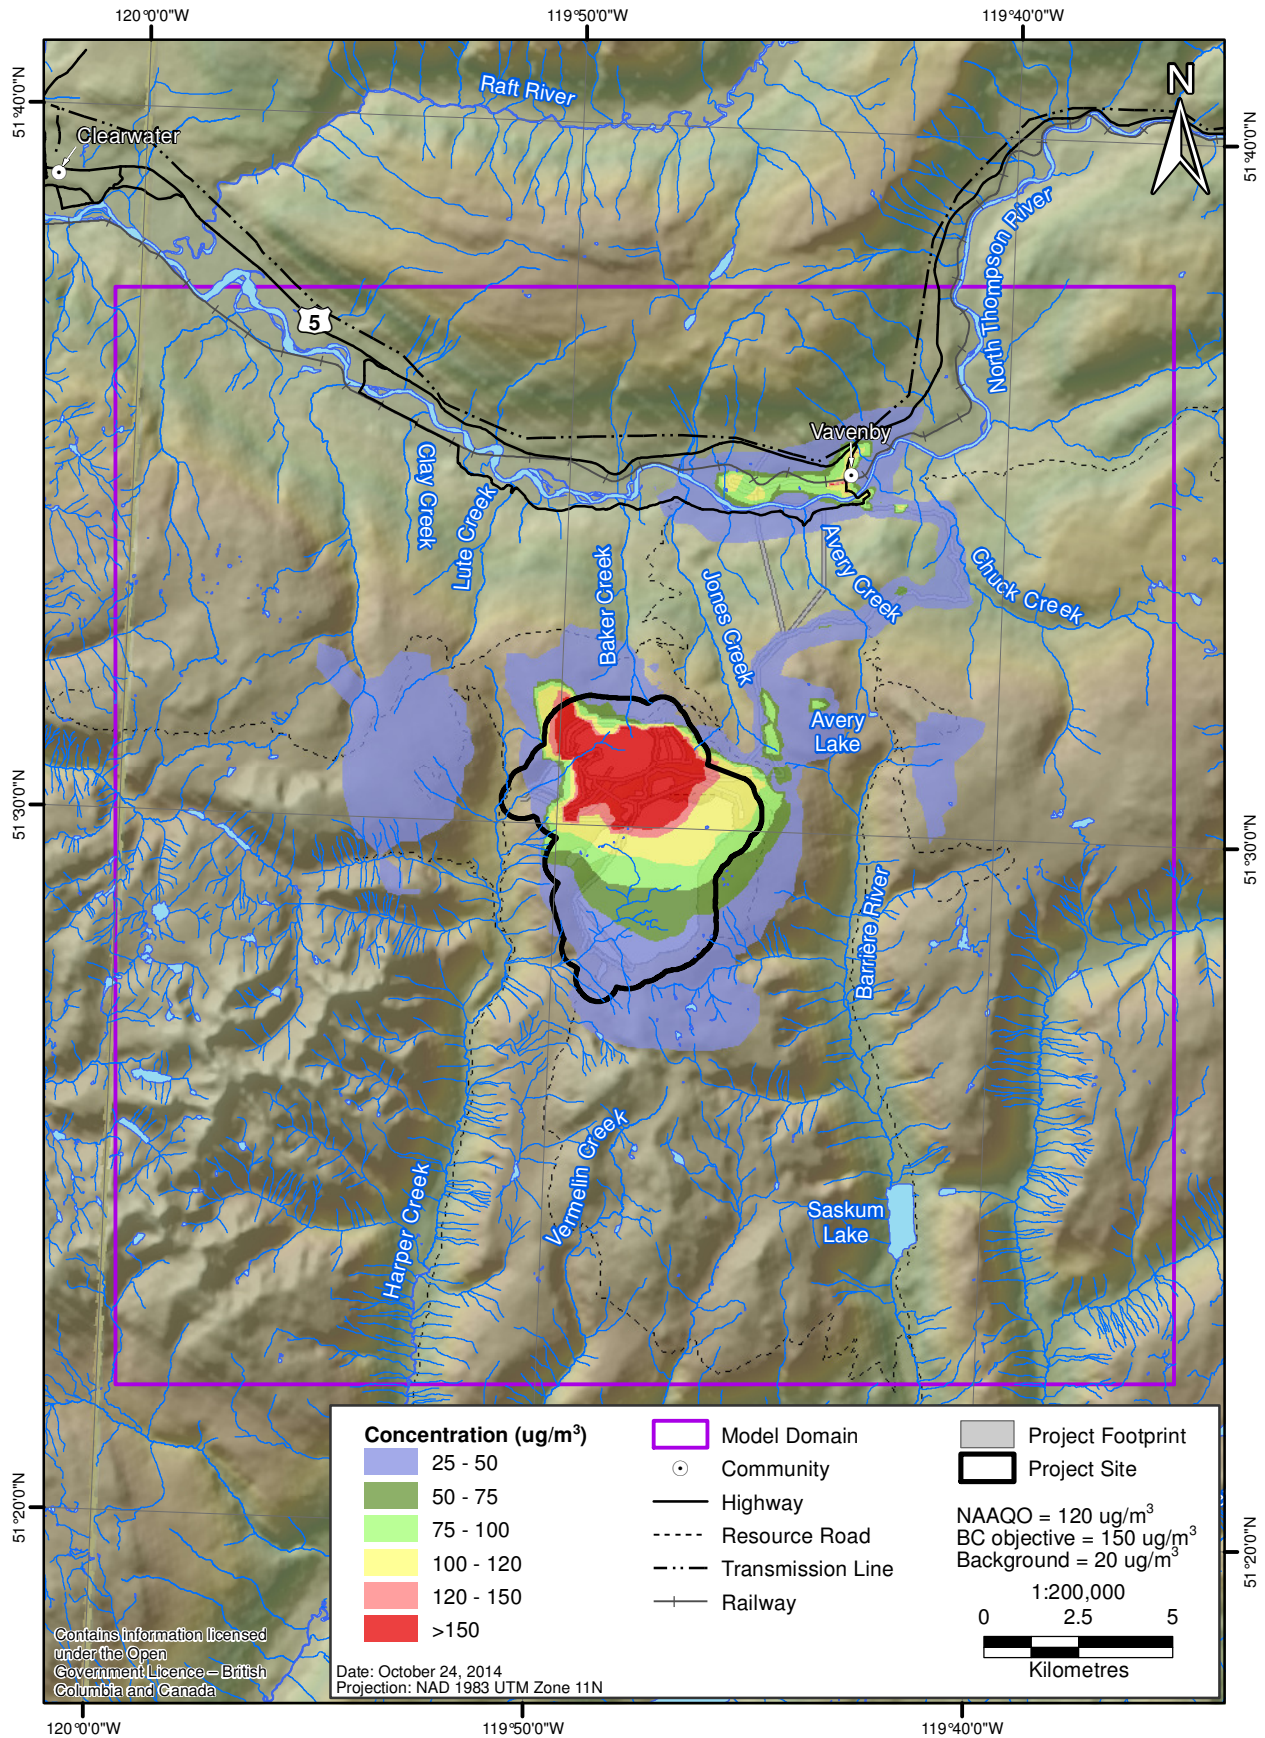 120°0'0"W
119°50'0"W
119°40'0"W
51°40'0"N
51°40'0"N
N
Raft River
Clearwater
North Thompson River
5
Vavenby
Clay Creek
Lute Creek
Baker Creek
Jones Creek
Avery Creek
Chuck Creek
Avery
Lake
51°30'0"N
51°30'0"N
Barrière River
Harper Creek
Vermelin Creek
Saskum
Lake
51°20'0"N
51°20'0"N
Concentration (ug/m³)
25 - 50
50 - 75
75 - 100
100 - 120
120 - 150
>150
Model Domain
Community
Highway
Resource Road
Transmission Line
Railway
Project Footprint
Project Site
NAAQO = 120 ug/m³
BC objective = 150 ug/m³
Background = 20 ug/m³
1:200,000
0 2.5 5
Kilometres
Date: October 24, 2014
Projection: NAD 1983 UTM Zone 11N
Contains information licensed
under the Open
Government Licence – British
Columbia and Canada
120°0'0"W
119°50'0"W
119°40'0"W